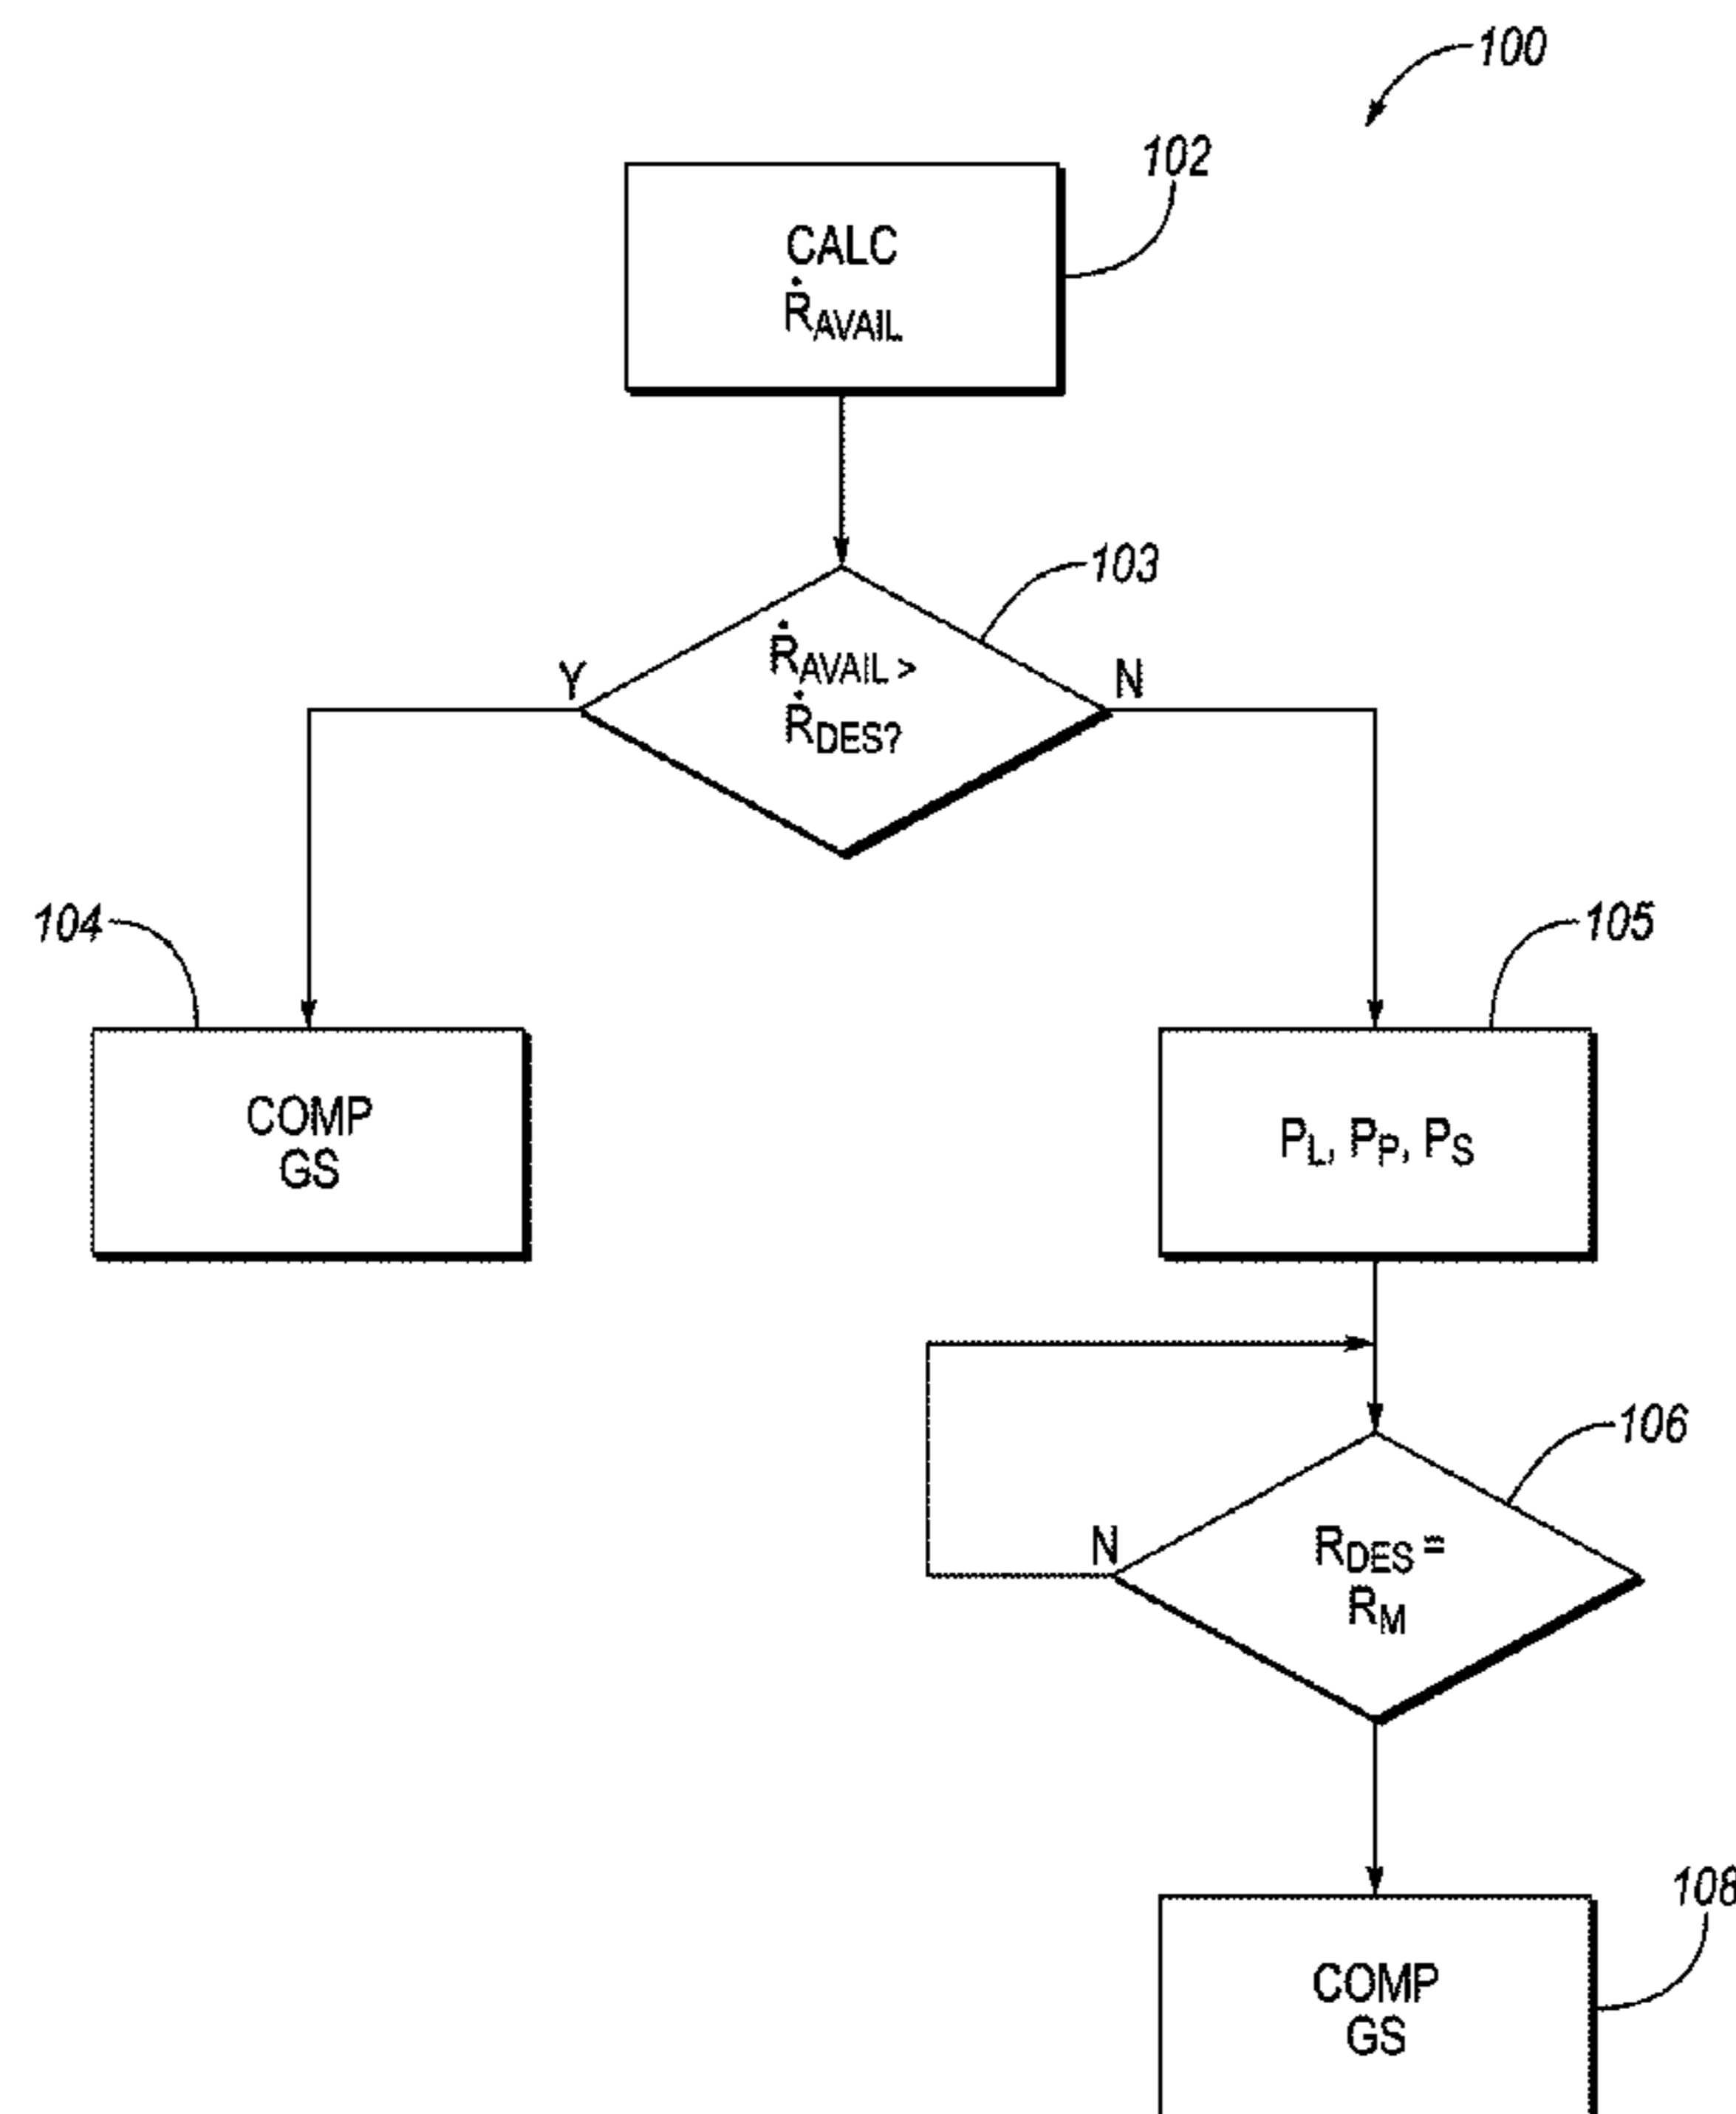 100
102
CALC
ṘAVAIL
103
Y
ṘAVAIL >
ṘDES?
N
104
105
COMP
GS
PL, PP, PS
106
N
RDES =
RM
108
COMP
GS